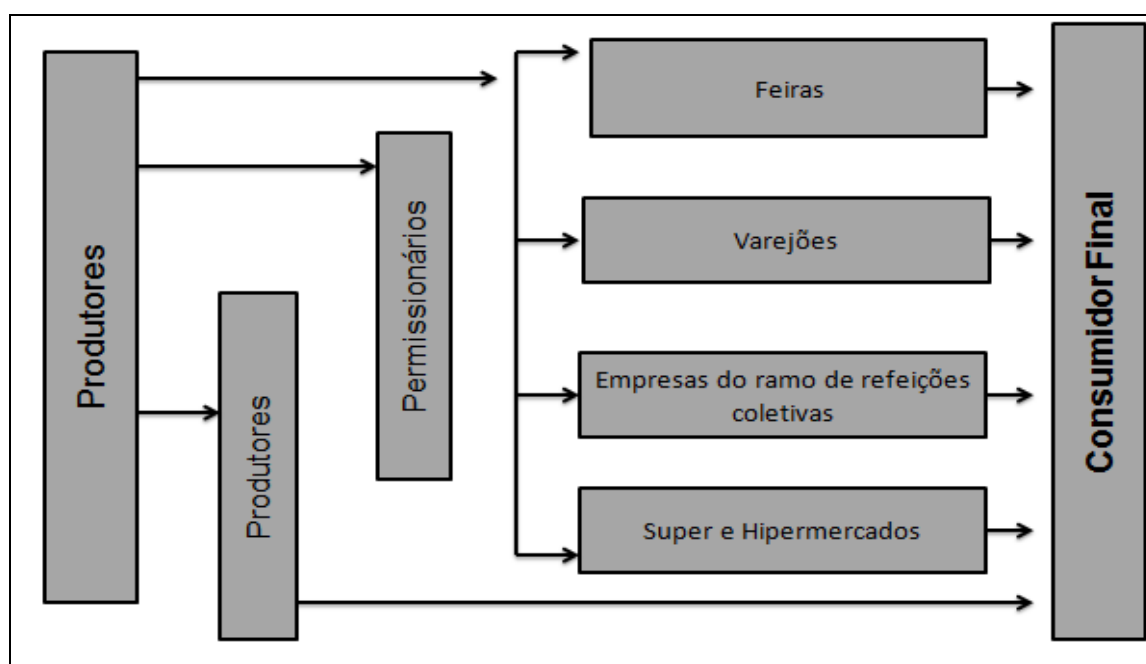 Produtores
Produtores
Permissionários
Feiras
Varejões
Empresas do ramo de refeições
coletivas
Super e Hipermercados
Consumidor Final